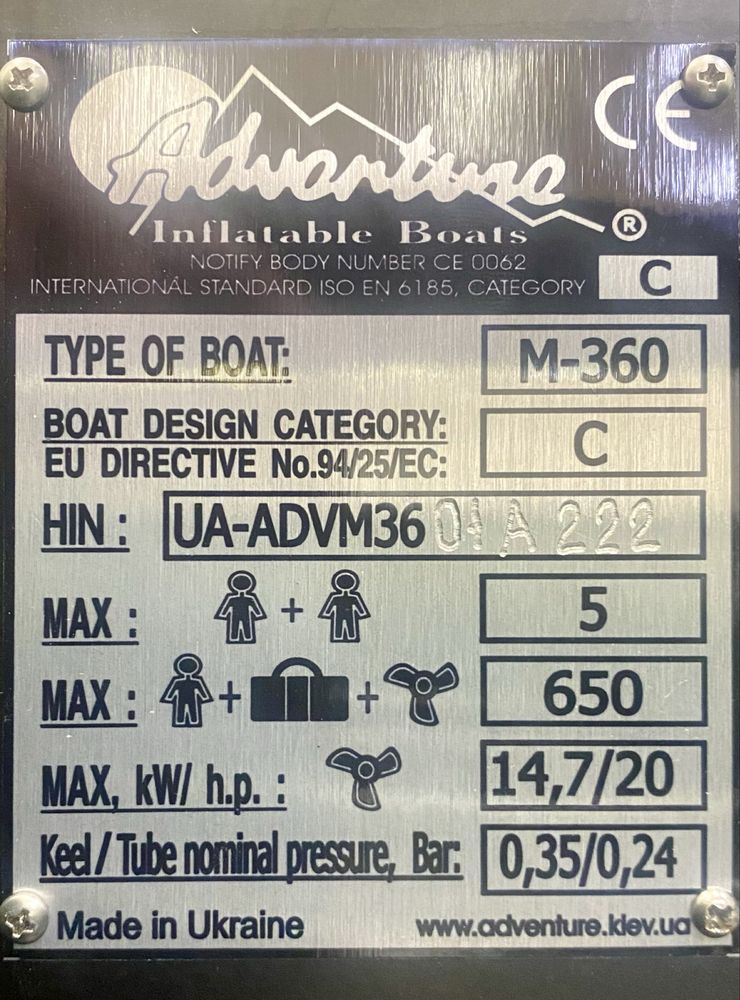 CE
Adventure
Inflatable Boats ®
NOTIFY BODY NUMBER CE 0062
INTERNATIONAL STANDARD ISO EN 6185, CATEGORY C
TYPE OF BOAT: M-360
BOAT DESIGN CATEGORY:
EU DIRECTIVE No.94/25/EC: C
HIN : UA-ADVM36 01A222
MAX : + 5
MAX : + + 650
MAX, kW/ h.p. : 14,7/20
Keel / Tube nominal pressure, Bar: 0,35/0,24
Made in Ukraine www.adventure.kiev.ua